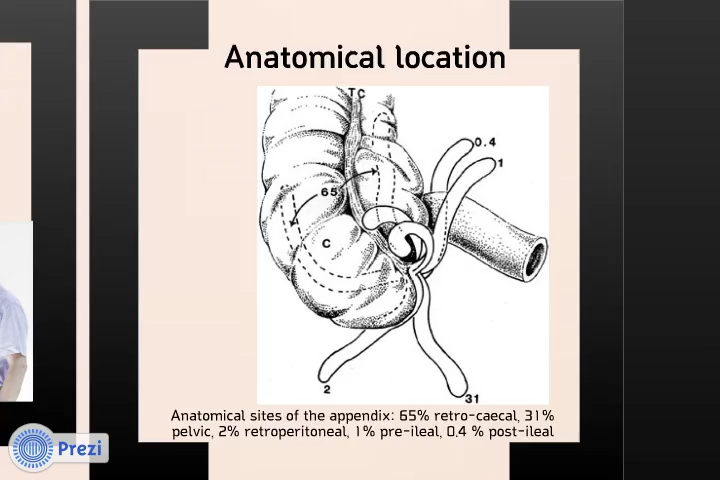 Anatomical location
TC
0.4
1
65
C
2
31
Anatomical sites of the appendix: 65% retro-caecal, 31%
pelvic, 2% retroperitoneal, 1% pre-ileal, 0.4 % post-ileal
Prezi